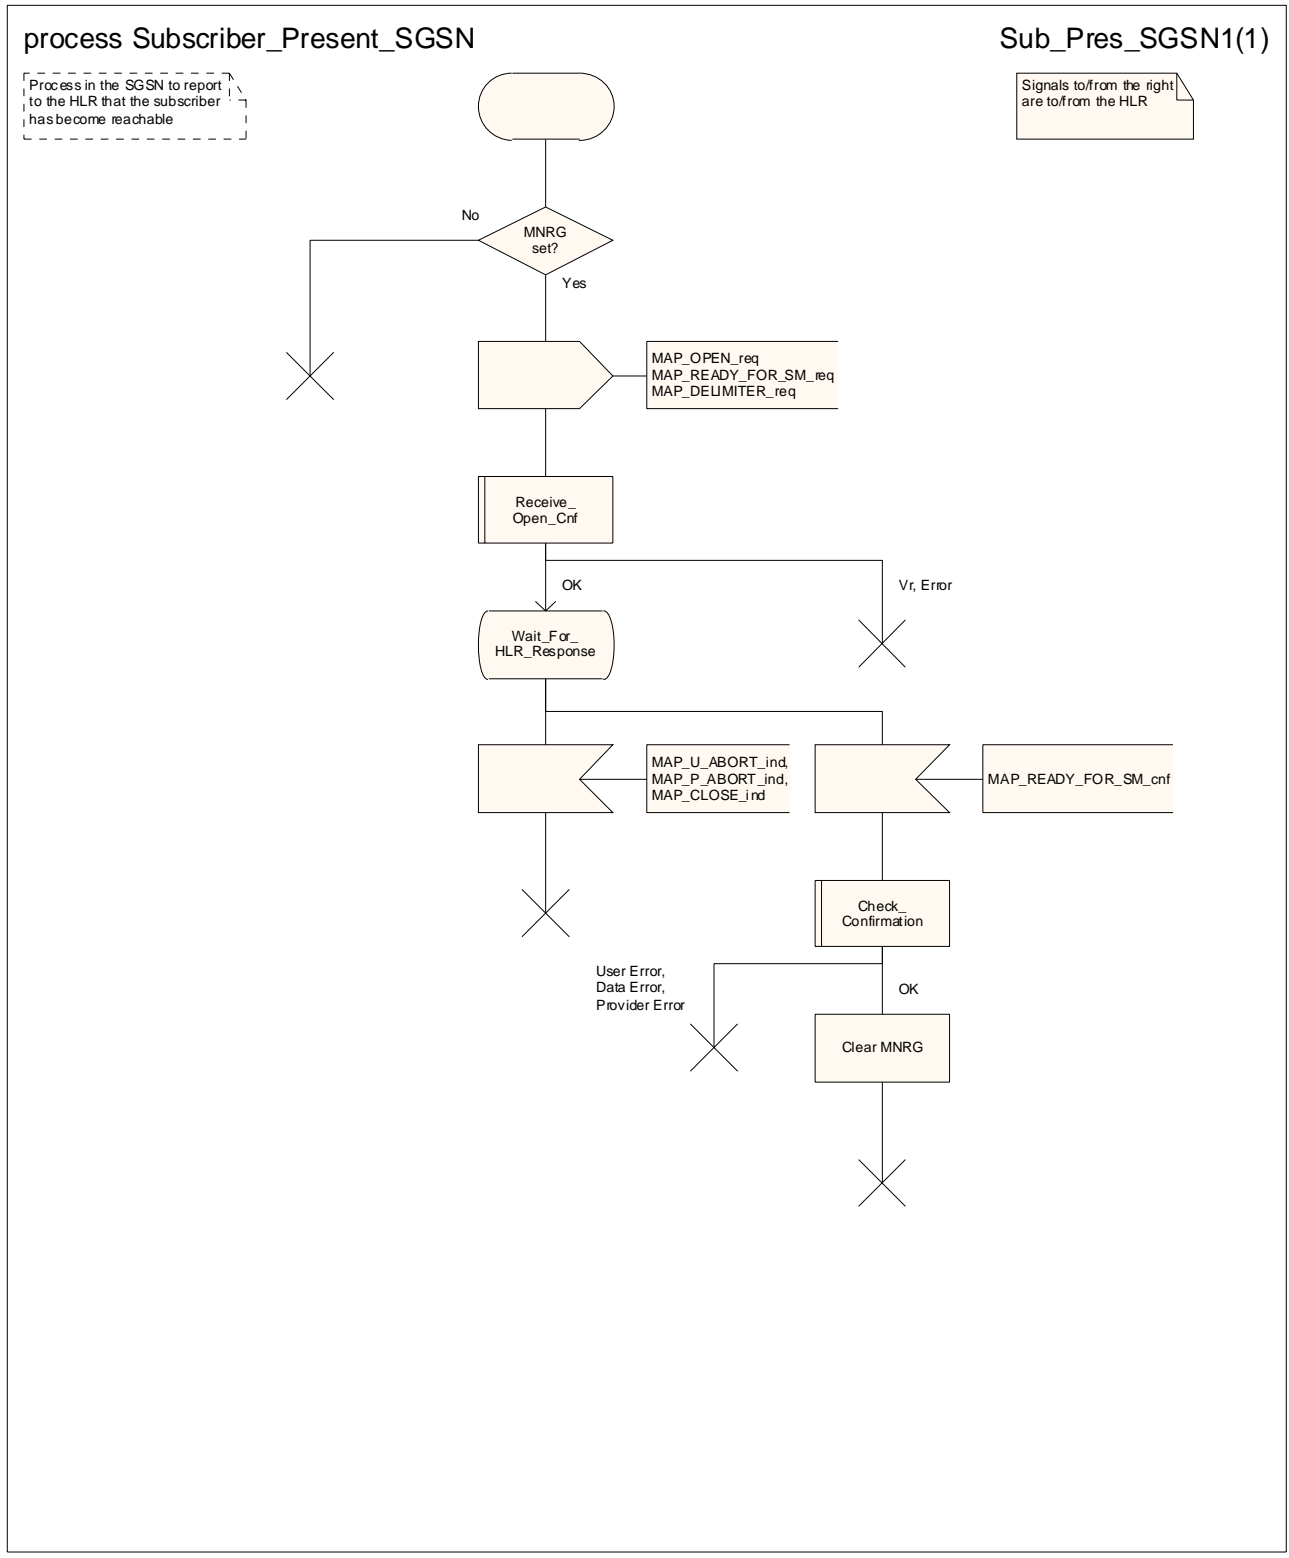 process Subscriber_Present_SGSN
Sub_Pres_SGSN1(1)
Process in the SGSN to report
to the HLR that the subscriber
has become reachable
Signals to/from the right
are to/from the HLR
No
MNRG
set?
Yes
MAP_OPEN_req
MAP_READY_FOR_SM_req
MAP_DELIMITER_req
Receive_
Open_Cnf
OK
Vr, Error
Wait_For_
HLR_Response
MAP_U_ABORT_ind,
MAP_P_ABORT_ind,
MAP_CLOSE_ind
MAP_READY_FOR_SM_cnf
Check_
Confirmation
User Error,
Data Error,
Provider Error
OK
Clear MNRG